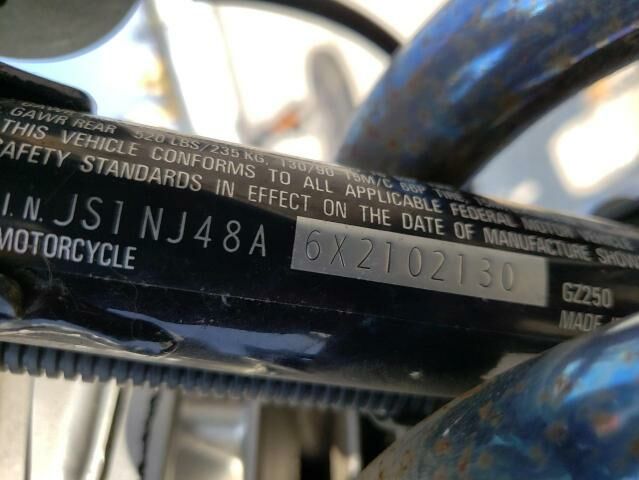 GAWR REAR 520 LBS/235 KG, 130/90 15M/C 66P TIRE,
THIS VEHICLE CONFORMS TO ALL APPLICABLE FEDERAL MOTOR VEHICLE
SAFETY STANDARDS IN EFFECT ON THE DATE OF MANUFACTURE SHOWN
I.N. JS1NJ48A 6X2102130
MOTORCYCLE GZ250
MADE